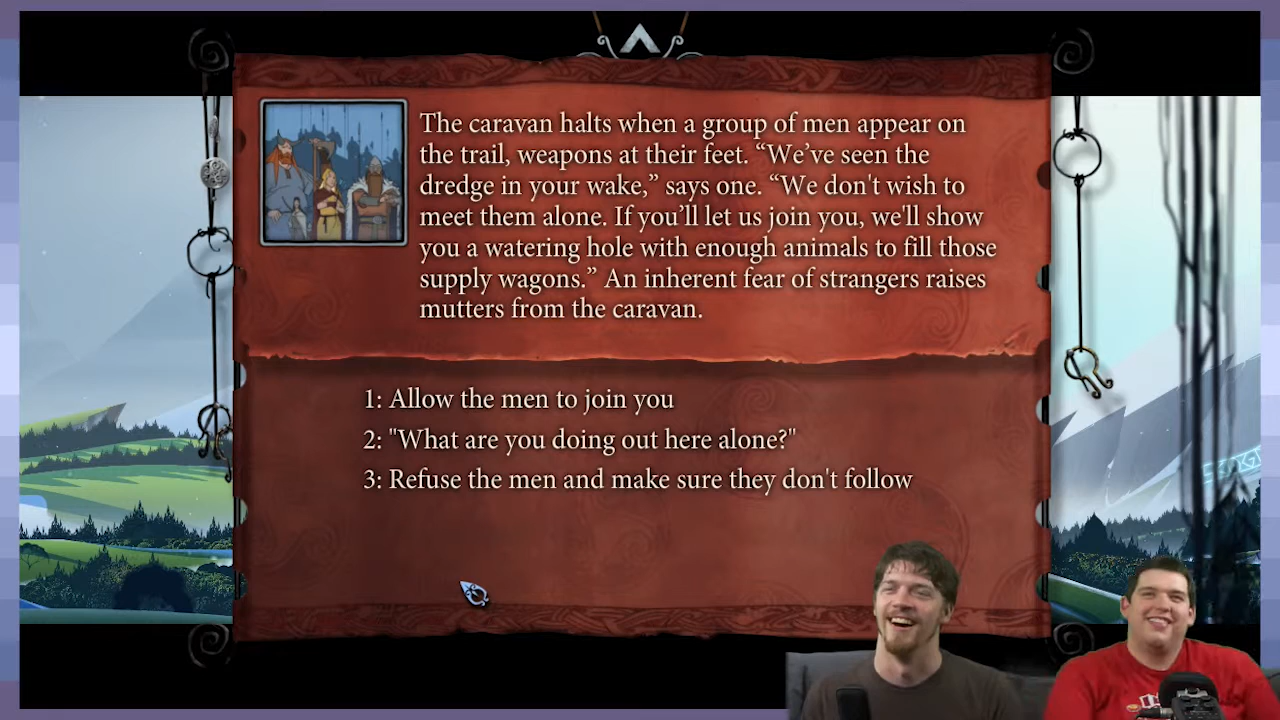 The caravan halts when a group of men appear on
the trail, weapons at their feet. “We’ve seen the
dredge in your wake,” says one. “We don't wish to
meet them alone. If you’ll let us join you, we'll show
you a watering hole with enough animals to fill those
supply wagons.” An inherent fear of strangers raises
mutters from the caravan.
1: Allow the men to join you
2: "What are you doing out here alone?"
3: Refuse the men and make sure they don't follow